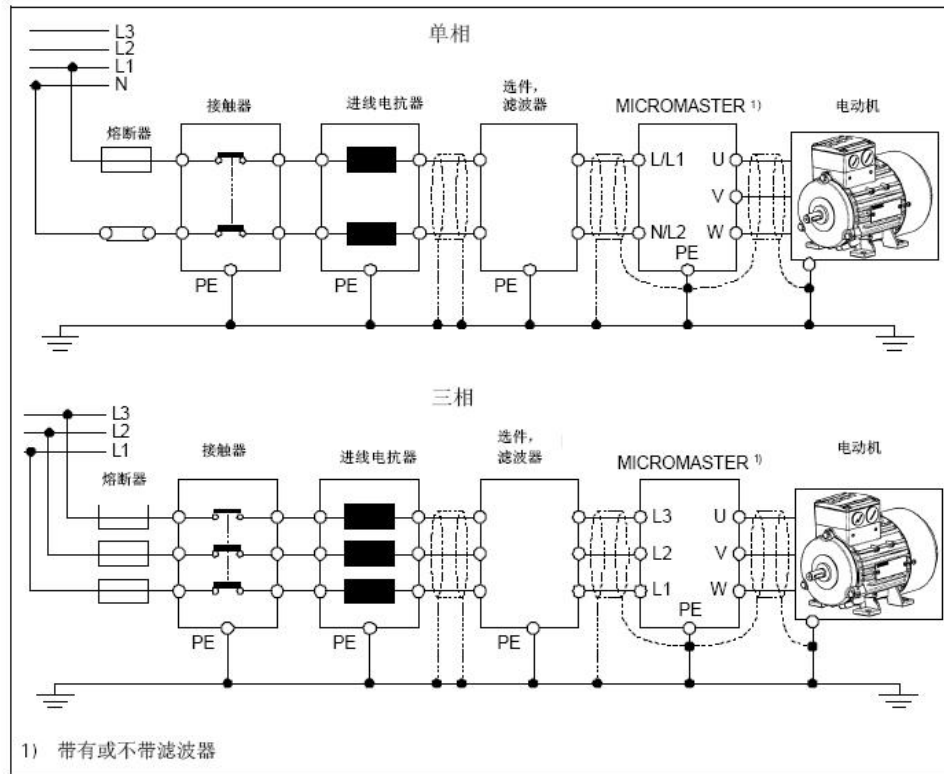 单相
L3
L2
L1
N
熔断器
接触器
进线电抗器
选件，
滤波器
MICROMASTER 1)
电动机
L/L1
U
V
N/L2
W
PE
PE
PE
PE
三相
L3
L2
L1
熔断器
接触器
进线电抗器
选件，
滤波器
MICROMASTER 1)
电动机
L3
U
L2
V
L1
W
PE
PE
PE
PE
1) 带有或不带滤波器